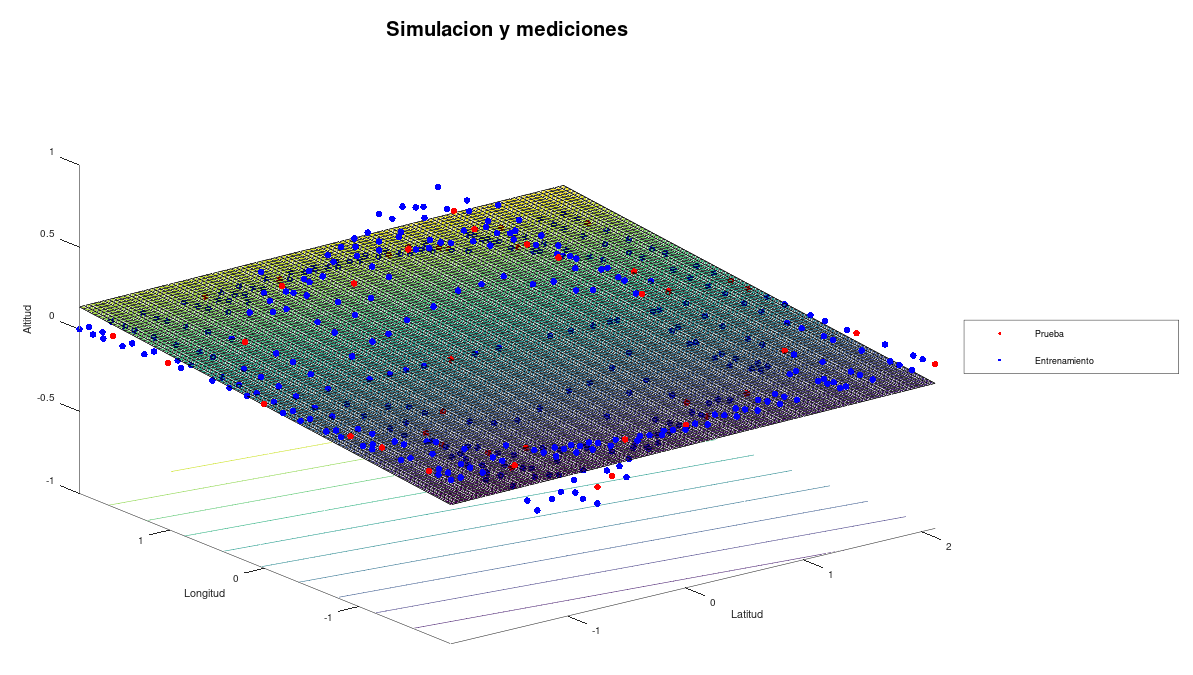 Simulacion y mediciones
1
0.5
0
-0.5
-1
Altitud
1
0
-1
Longitud
-1
0
1
2
Latitud
Prueba
Entrenamiento